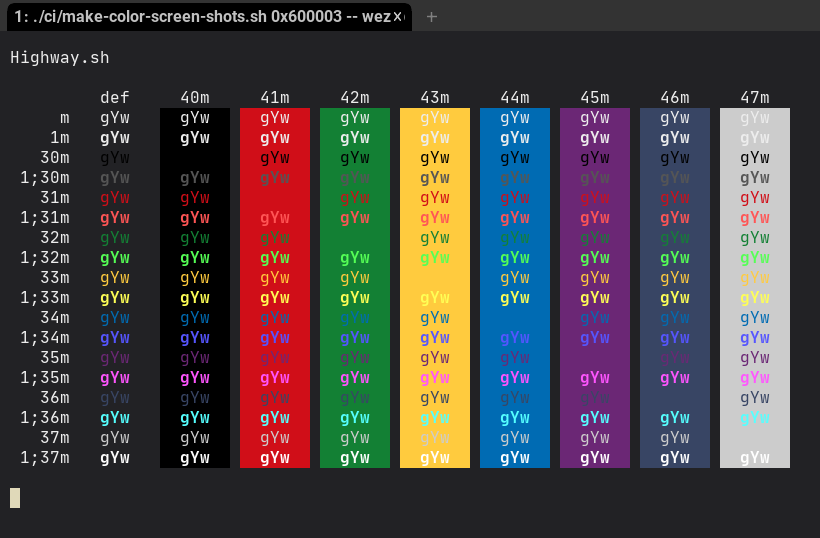 1: ./ci/make-color-screen-shots.sh 0x600003 -- wez
Highway.sh
def 40m 41m 42m 43m 44m 45m 46m 47m
m gYw gYw gYw gYw gYw gYw gYw gYw gYw
1m gYw gYw gYw gYw gYw gYw gYw gYw gYw
30m gYw gYw gYw gYw gYw gYw gYw gYw
1;30m gYw gYw gYw gYw gYw gYw gYw gYw gYw
31m gYw gYw gYw gYw gYw gYw gYw gYw
1;31m gYw gYw gYw gYw gYw gYw gYw gYw gYw
32m gYw gYw gYw gYw gYw gYw gYw gYw
1;32m gYw gYw gYw gYw gYw gYw gYw gYw gYw
33m gYw gYw gYw gYw gYw gYw gYw gYw
1;33m gYw gYw gYw gYw gYw gYw gYw gYw gYw
34m gYw gYw gYw gYw gYw gYw gYw gYw
1;34m gYw gYw gYw gYw gYw gYw gYw gYw gYw
35m gYw gYw gYw gYw gYw gYw gYw gYw
1;35m gYw gYw gYw gYw gYw gYw gYw gYw gYw
36m gYw gYw gYw gYw gYw gYw gYw gYw
1;36m gYw gYw gYw gYw gYw gYw gYw gYw gYw
37m gYw gYw gYw gYw gYw gYw gYw gYw
1;37m gYw gYw gYw gYw gYw gYw gYw gYw gYw